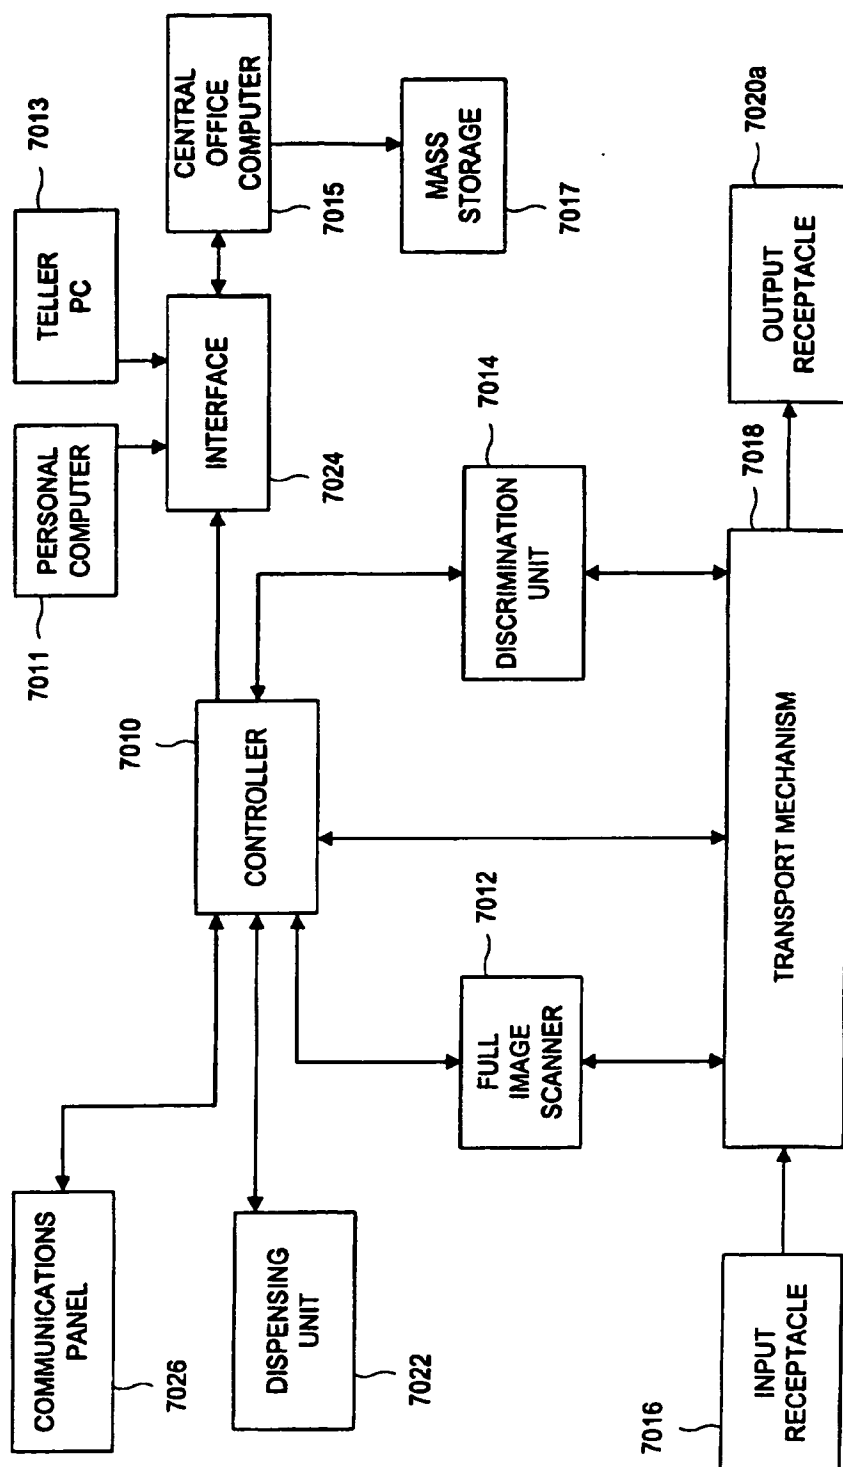 COMMUNICATIONS
PANEL
7026
DISPENSING
UNIT
7022
INPUT
RECEPTACLE
7016
FULL
IMAGE
SCANNER
7012
CONTROLLER
7010
TRANSPORT MECHANISM
7018
DISCRIMINATION
UNIT
7014
PERSONAL
COMPUTER
7011
TELLER
PC
7013
INTERFACE
7024
CENTRAL
OFFICE
COMPUTER
7015
MASS
STORAGE
7017
OUTPUT
RECEPTACLE
7020a